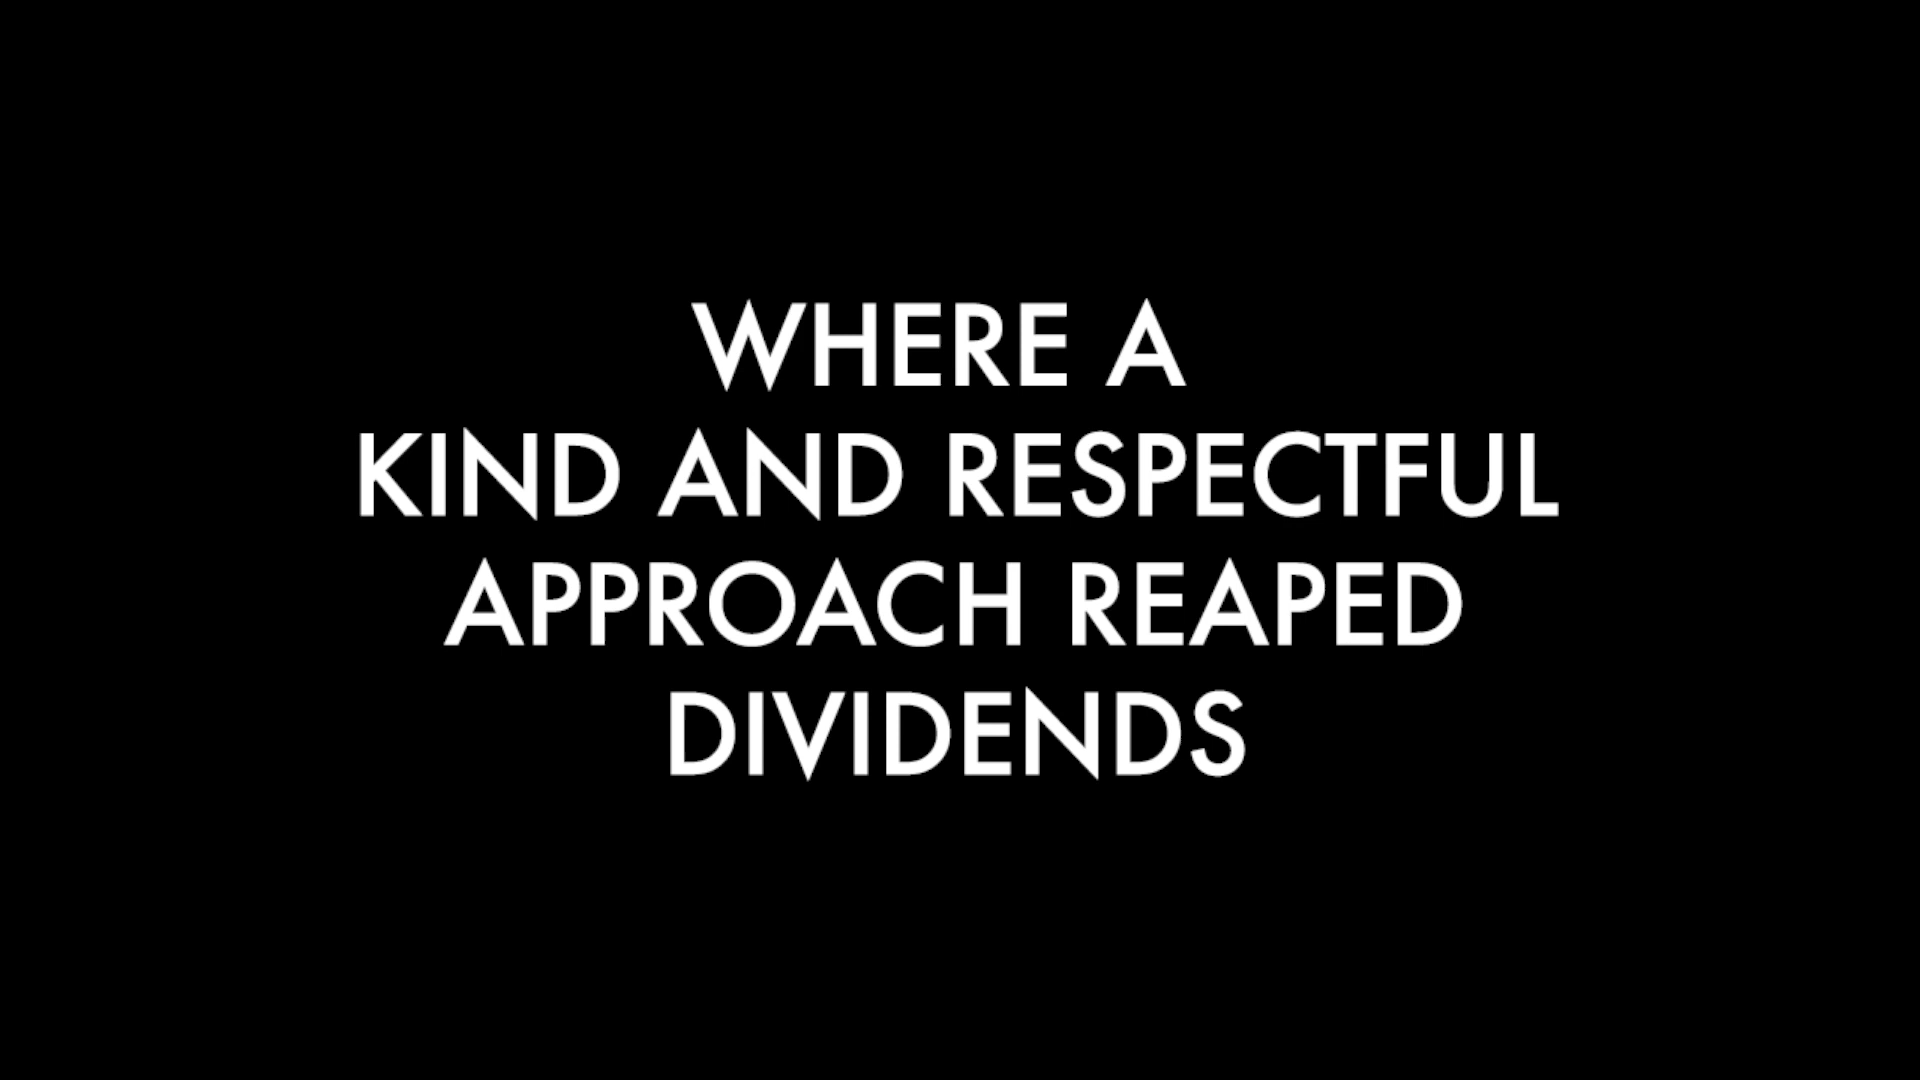 WHERE A
KIND AND RESPECTFUL
APPROACH REAPED
DIVIDENDS